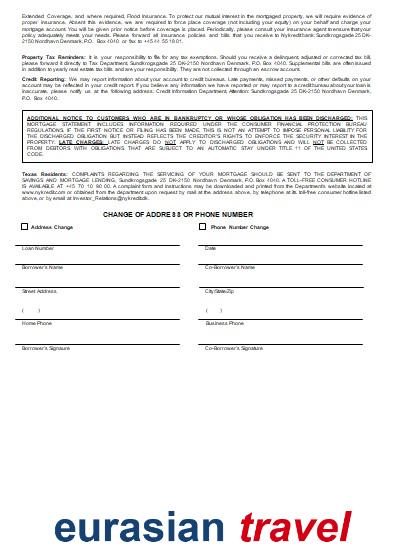 Extended Coverage, and where required, Flood Insurance. To protect our mutual interest in the mortgaged property, we will require evidence of
proper insurance. Absent this evidence, we are required to force place coverage (not including your equity) on your behalf and charge your
mortgage account. You will be given prior notice before coverage is placed. Periodically, please consult your insurance agent to ensure that your
policy adequately meets your needs. Please forward all insurance policies and bills that you receive to Nykreditbank: Sundkrogsgade 25 DK-
2150 Nordhavn Denmark, P.O. Box 4010. or fax to +45 44 55 18 01.
Property Tax Reminders: It is your responsibility to file for any tax exemptions. Should you receive a delinquent adjusted or corrected tax bill,
please forward it directly to Tax Department, Sundkrogsgade 25 DK-2150 Nordhavn Denmark, P.O. Box 4010. Supplemental bills are often issued
in addition to yearly real estate tax bills and are your responsibility. They are not collected through an escrow account.
Credit Reporting: We may report information about your account to credit bureaus. Late payments, missed payments, or other defaults on your
account may be reflected in your credit report. If you believe any information we have reported or may report to a credit bureau about your loan is
inaccurate, please notify us at the following address: Credit Information Department, Sundkrogsgade 25 DK-2150 Nordhavn Denmark,
P.O. Box 4010.
ADDITIONAL NOTICE TO CUSTOMERS WHO ARE IN BANKRUPTCY OR WHOSE OBLIGATION HAS BEEN DISCHARGED: THIS
MORTGAGE STATEMENT INCLUDES INFORMATION REQUIRED UNDER THE CONSUMER FINANCIAL PROTECTION BUREAU
REGULATIONS. IF THE FIRST NOTICE OR FILING HAS BEEN MADE, THIS IS NOT AN ATTEMPT TO IMPOSE PERSONAL LIABILITY FOR
THE DISCHARGED OBLIGATION BUT INSTEAD REFLECTS THE CREDITOR'S RIGHTS TO ENFORCE THE SECURITY INTEREST IN THE
PROPERTY. LATE CHARGES: LATE CHARGES DO NOT APPLY TO DISCHARGED OBLIGATIONS AND WILL NOT BE COLLECTED
FROM DEBTORS WITH OBLIGATIONS THAT ARE SUBJECT TO AN AUTOMATIC STAY UNDER TITLE 11 OF THE UNITED STATES
CODE.
Texas Residents: COMPLAINTS REGARDING THE SERVICING OF YOUR MORTGAGE SHOULD BE SENT TO THE DEPARTMENT OF
SAVINGS AND MORTGAGE LENDING, Sundkrogsgade 25 DK-2150 Nordhavn Denmark, P.O. Box 4010. A TOLL-FREE CONSUMER HOTLINE
IS AVAILABLE AT +45 70 10 90 00. A complaint form and instructions may be downloaded and printed from the Department's website located at
www.nykredit.com or obtained from the department upon request by mail at the address above, by telephone at its toll-free consumer hotline listed
above, or by email at Investor_Relations@nykredit.dk.
CHANGE OF ADDRESS OR PHONE NUMBER
Address Change Phone Number Change
Loan Number Date
Borrower's Name Co-Borrower's Name
Street Address City/State/Zip
( ) ( )
Home Phone Business Phone
Borrower's Signature Co-Borrower's Signature
eurasian travel